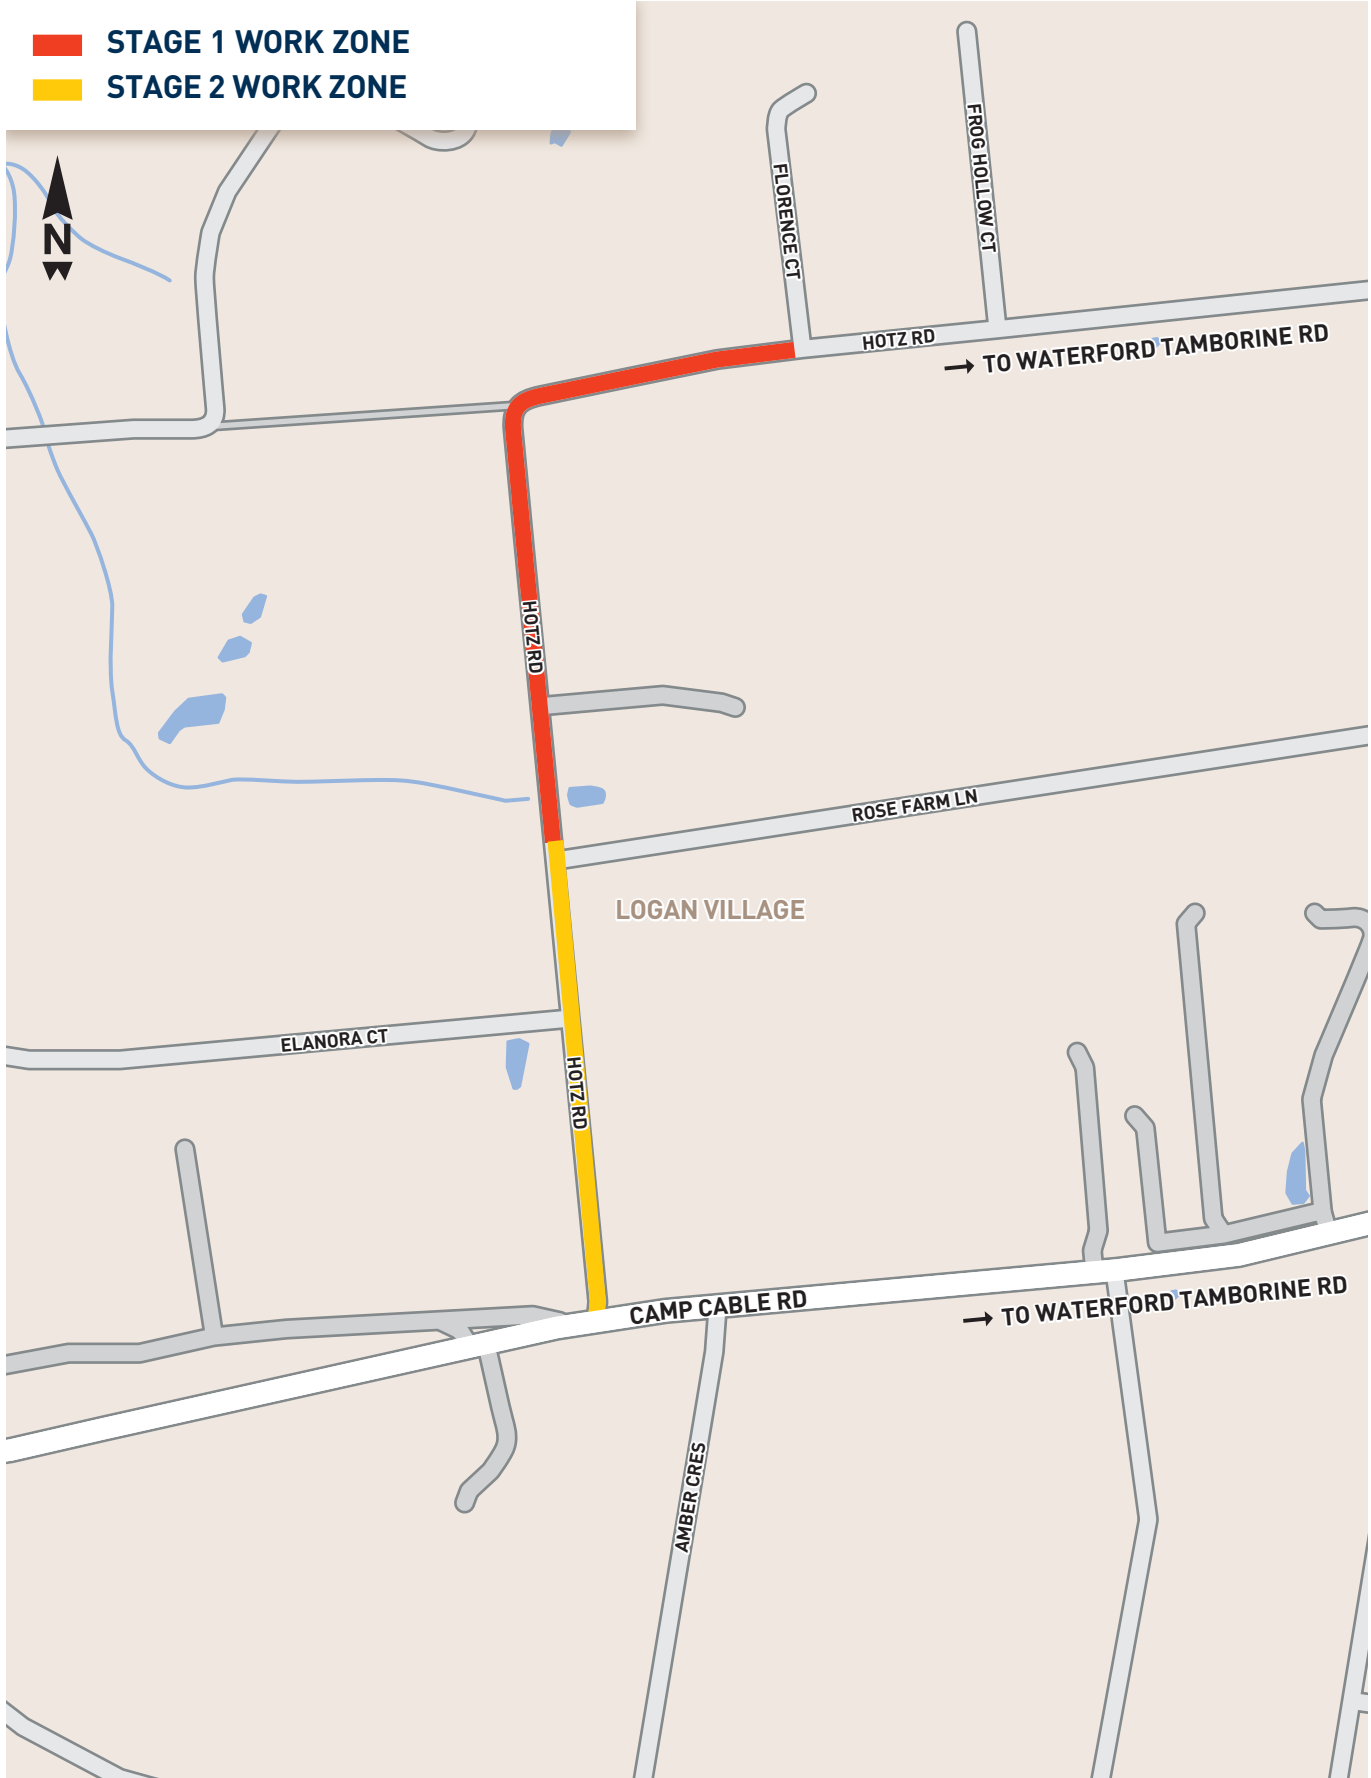 STAGE 1 WORK ZONE
STAGE 2 WORK ZONE
N
FLORENCE CT
FROG HOLLOW CT
HOTZ RD
→ TO WATERFORD TAMBORINE RD
HOTZ RD
ROSE FARM LN
LOGAN VILLAGE
ELANORA CT
HOTZ RD
CAMP CABLE RD
→ TO WATERFORD TAMBORINE RD
AMBER CRES